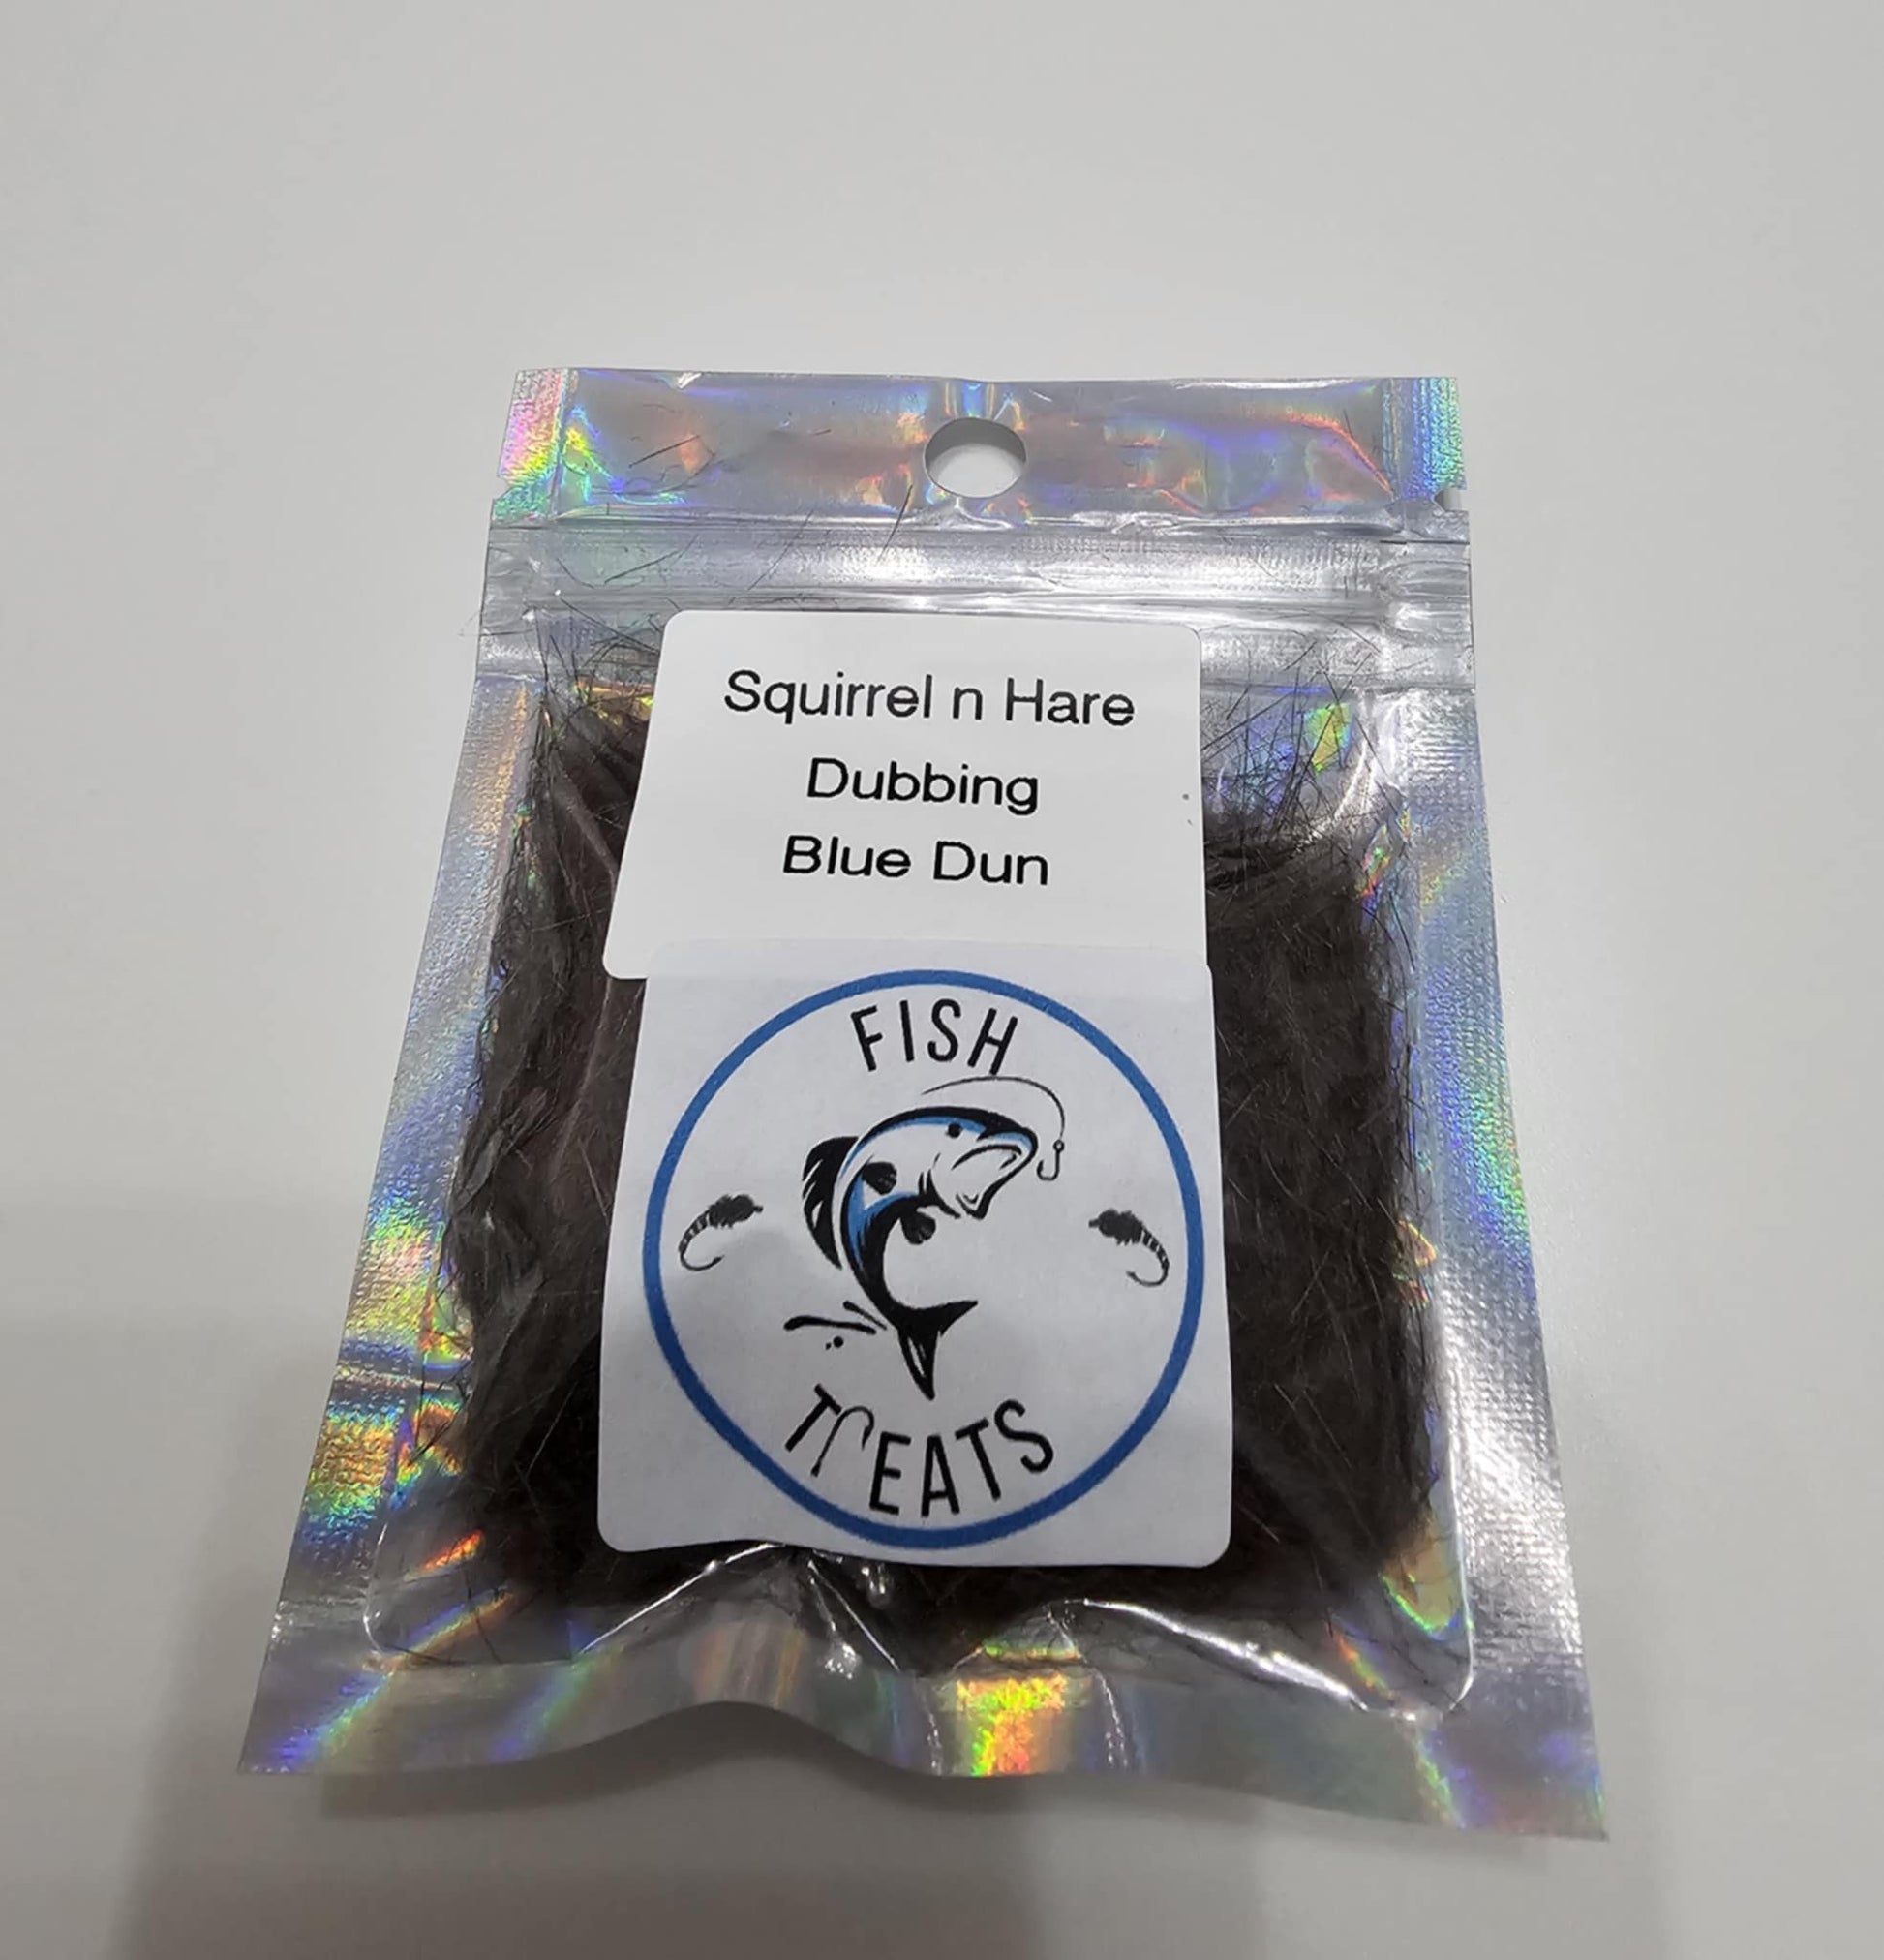 Squirrel n Hare
Dubbing
Blue Dun
FISH
TREATS